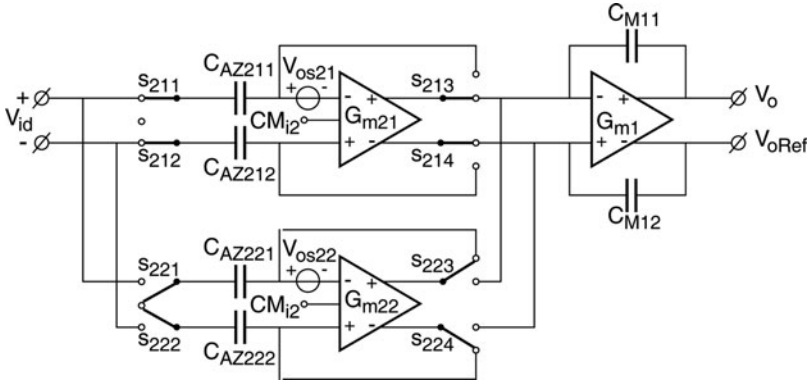 C_M11
s_211 C_AZ211 V_os21 s_213
+ - - + - +
V_id CM_i2 G_m21 G_m1 V_o
- + - + -
s_212 C_AZ212 s_214 V_oRef
C_M12
s_221 C_AZ221 V_os22 s_223
+ - - +
CM_i2 G_m22
+ -
s_222 C_AZ222 s_224